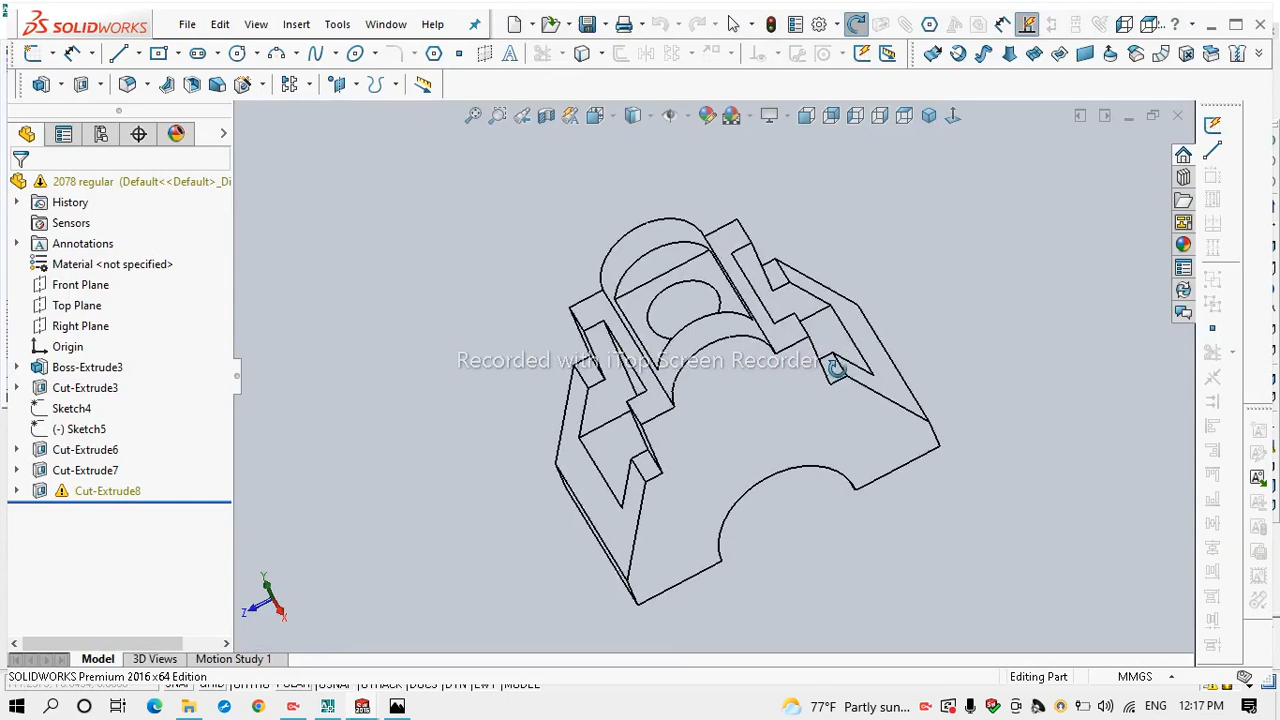 SOLIDWORKS File Edit View Insert Tools Window Help
2078 regular (Default<<Default>_Di
History
Sensors
Annotations
Material <not specified>
Front Plane
Top Plane
Right Plane
Origin
Boss-Extrude3
Cut-Extrude3
Sketch4
(-) Sketch5
Cut-Extrude6
Cut-Extrude7
Cut-Extrude8
Recorded with iTop Screen Recorder
Y
Z
X
Model 3D Views Motion Study 1
SOLIDWORKS Premium 2016 x64 Edition Editing Part MMGS
77°F Partly sun... ENG 12:17 PM